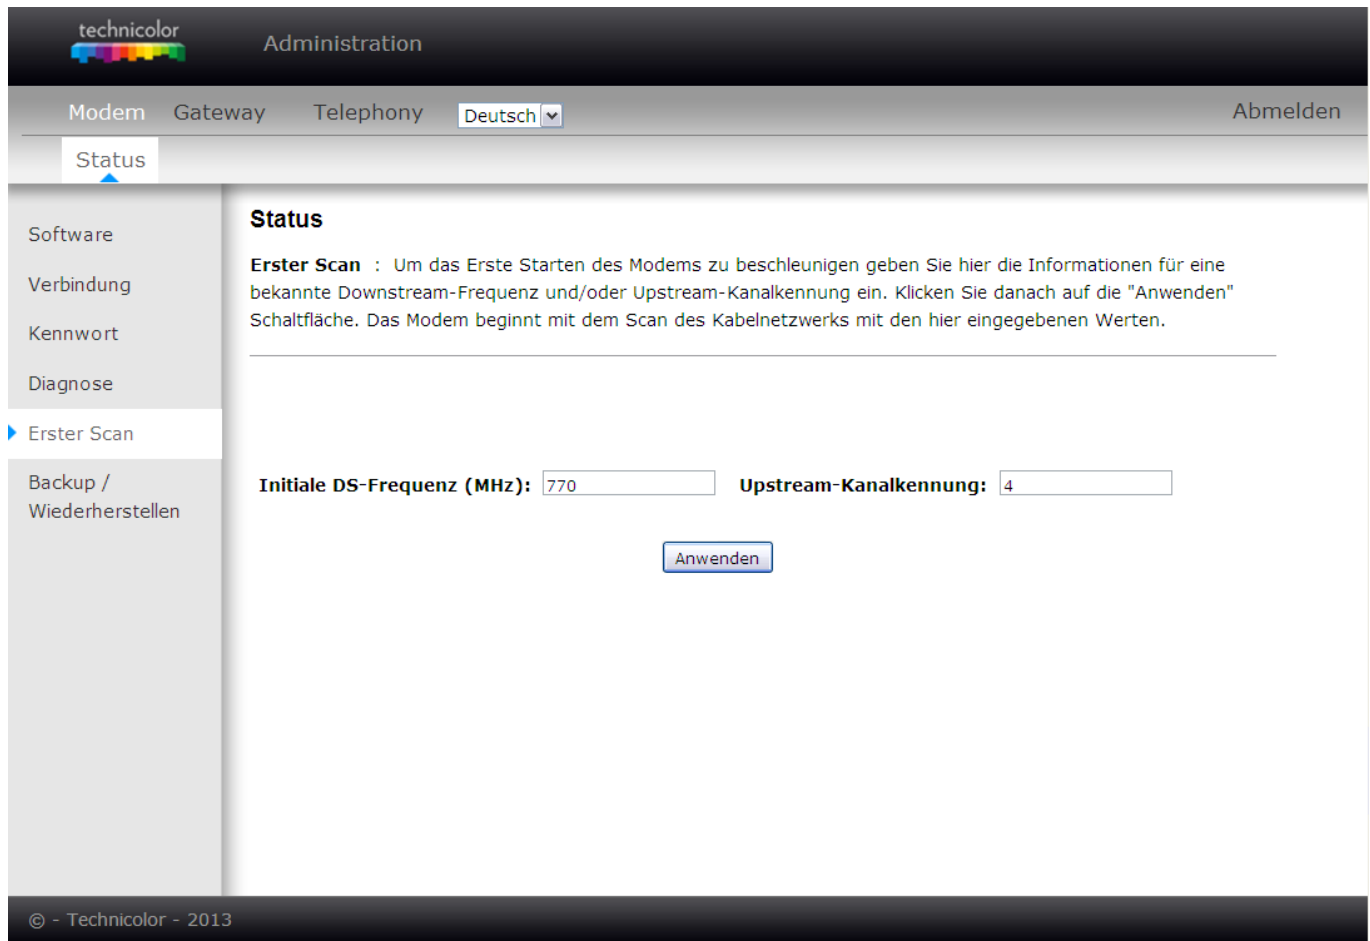 technicolor
Administration
Modem Gateway Telephony Deutsch Abmelden
Status
Software
Verbindung
Kennwort
Diagnose
Erster Scan
Backup /
Wiederherstellen
Status
Erster Scan : Um das Erste Starten des Modems zu beschleunigen geben Sie hier die Informationen für eine
bekannte Downstream-Frequenz und/oder Upstream-Kanalkennung ein. Klicken Sie danach auf die "Anwenden"
Schaltfläche. Das Modem beginnt mit dem Scan des Kabelnetzwerks mit den hier eingegebenen Werten.
Initiale DS-Frequenz (MHz): 770 Upstream-Kanalkennung: 4
Anwenden
© - Technicolor - 2013